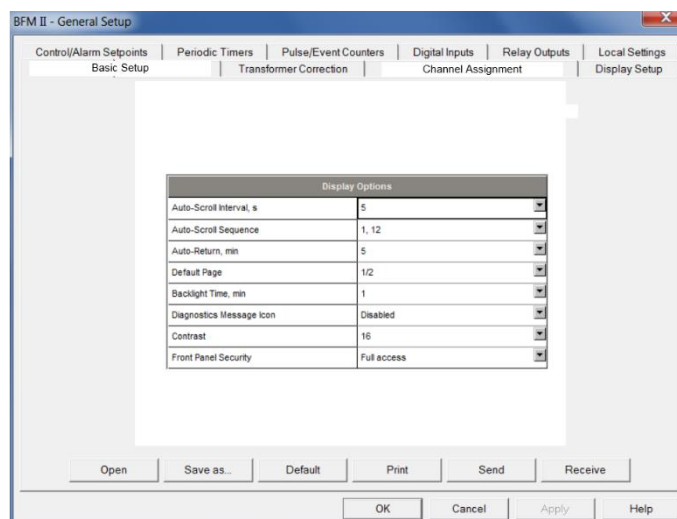 BFM II - General Setup
Control/Alarm Setpoints Periodic Timers Pulse/Event Counters Digital Inputs Relay Outputs Local Settings
Basic Setup Transformer Correction Channel Assignment Display Setup
Display Options
Auto-Scroll Interval, s 5
Auto-Scroll Sequence 1, 12
Auto-Return, min 5
Default Page 1/2
Backlight Time, min 1
Diagnostics Message Icon Disabled
Contrast 16
Front Panel Security Full access
Open Save as... Default Print Send Receive
OK Cancel Apply Help